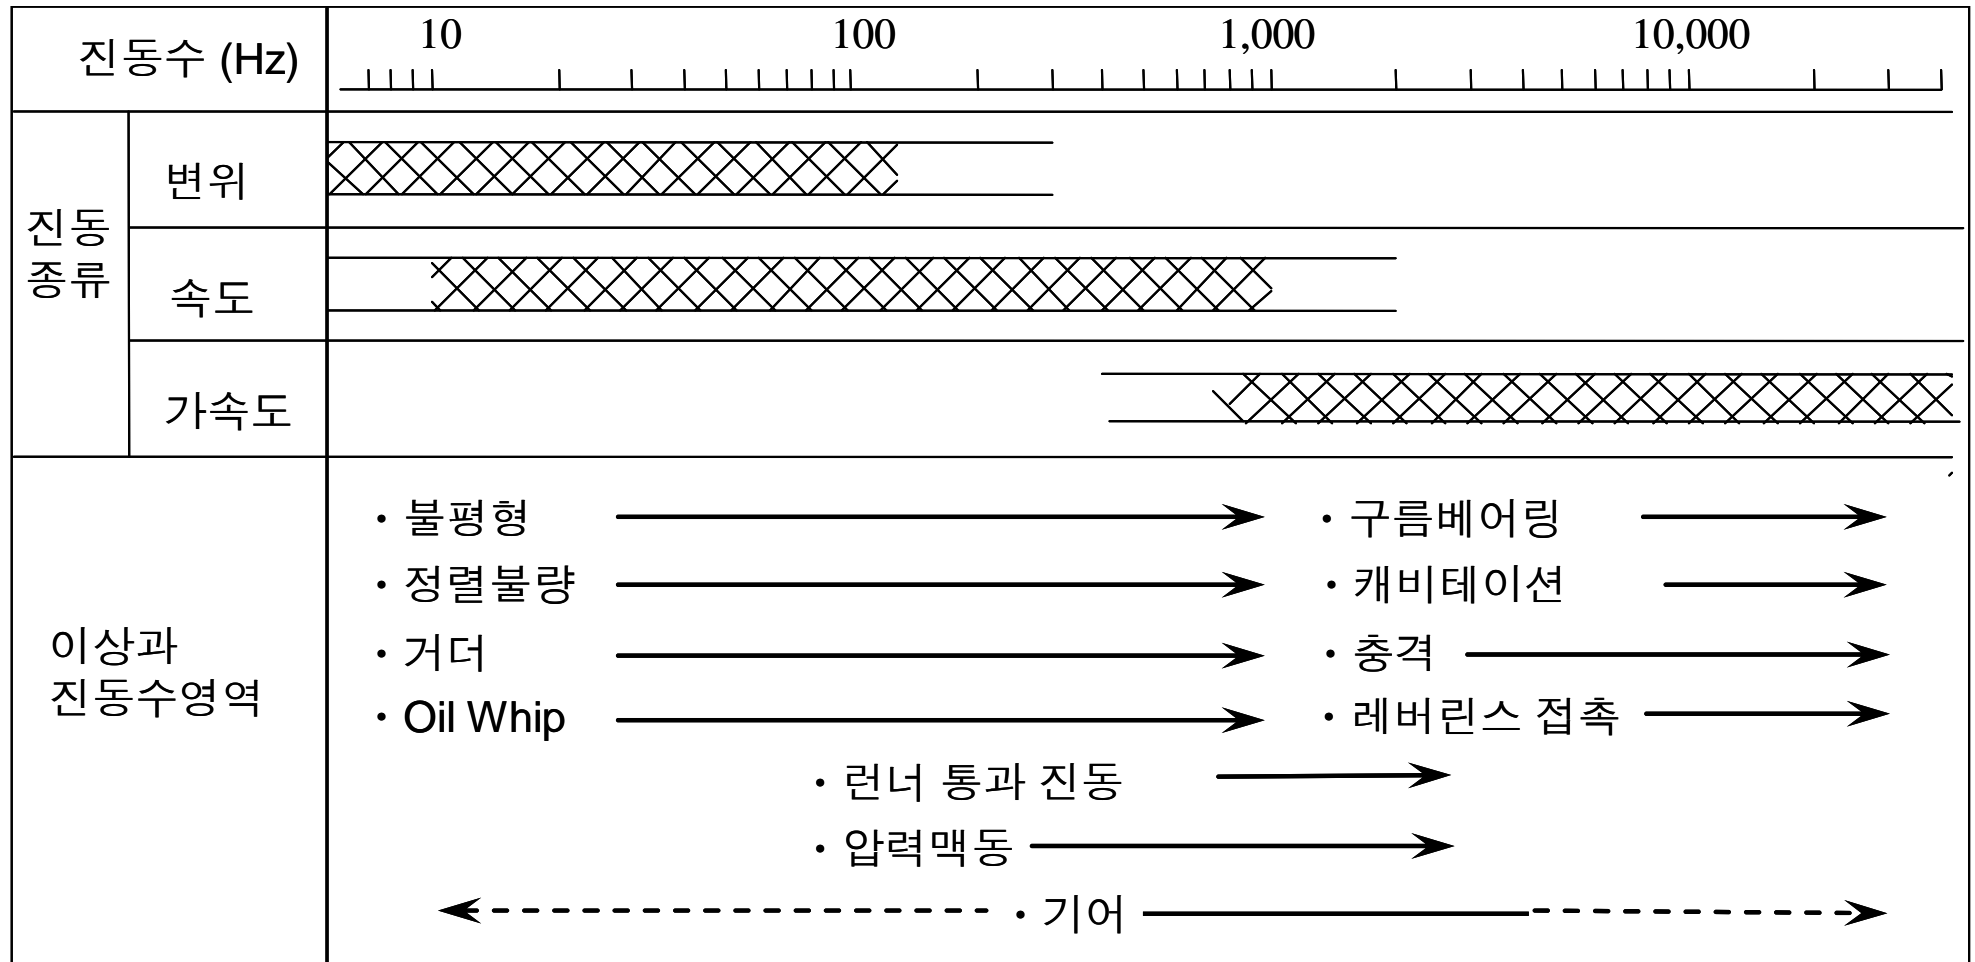 진동수 (Hz)
10 100 1,000 10,000
진동
종류
변위
속도
가속도
이상과
진동수영역
· 불평형
· 구름베어링
· 정렬불량
· 캐비테이션
· 거더
· 충격
· Oil Whip
· 레버린스 접촉
· 런너 통과 진동
· 압력맥동
· 기어